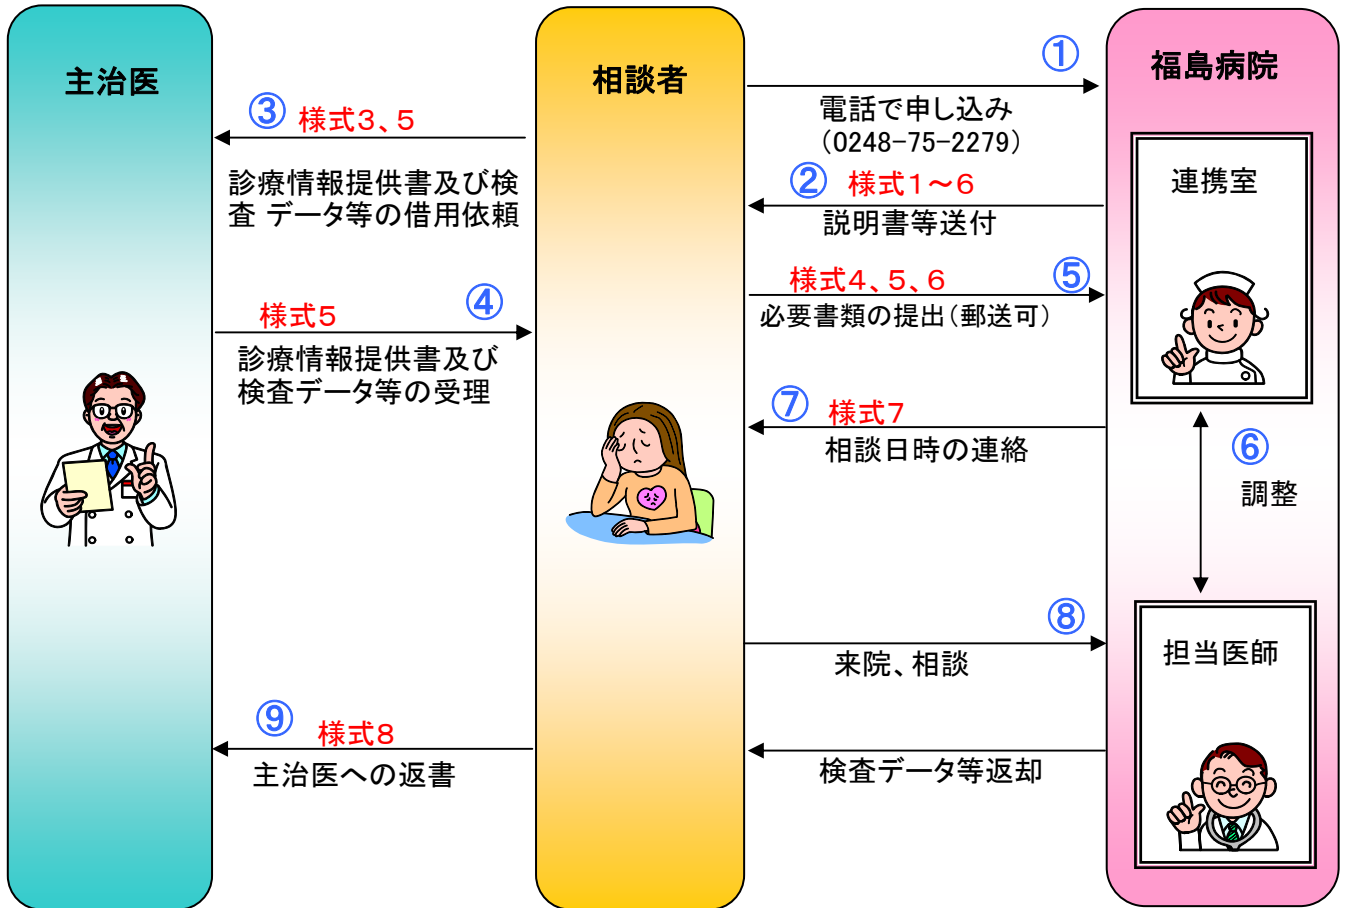 主治医
相談者
福島病院
①
電話で申し込み
（0248-75-2279）
② 様式1～6
説明書等送付
③ 様式3、5
診療情報提供書及び検
査 データ等の借用依頼
④
様式5
診療情報提供書及び
検査データ等の受理
様式4、5、6 ⑤
必要書類の提出（郵送可）
連携室
⑥
調整
⑦ 様式7
相談日時の連絡
⑧
来院、相談
担当医師
検査データ等返却
⑨ 様式8
主治医への返書